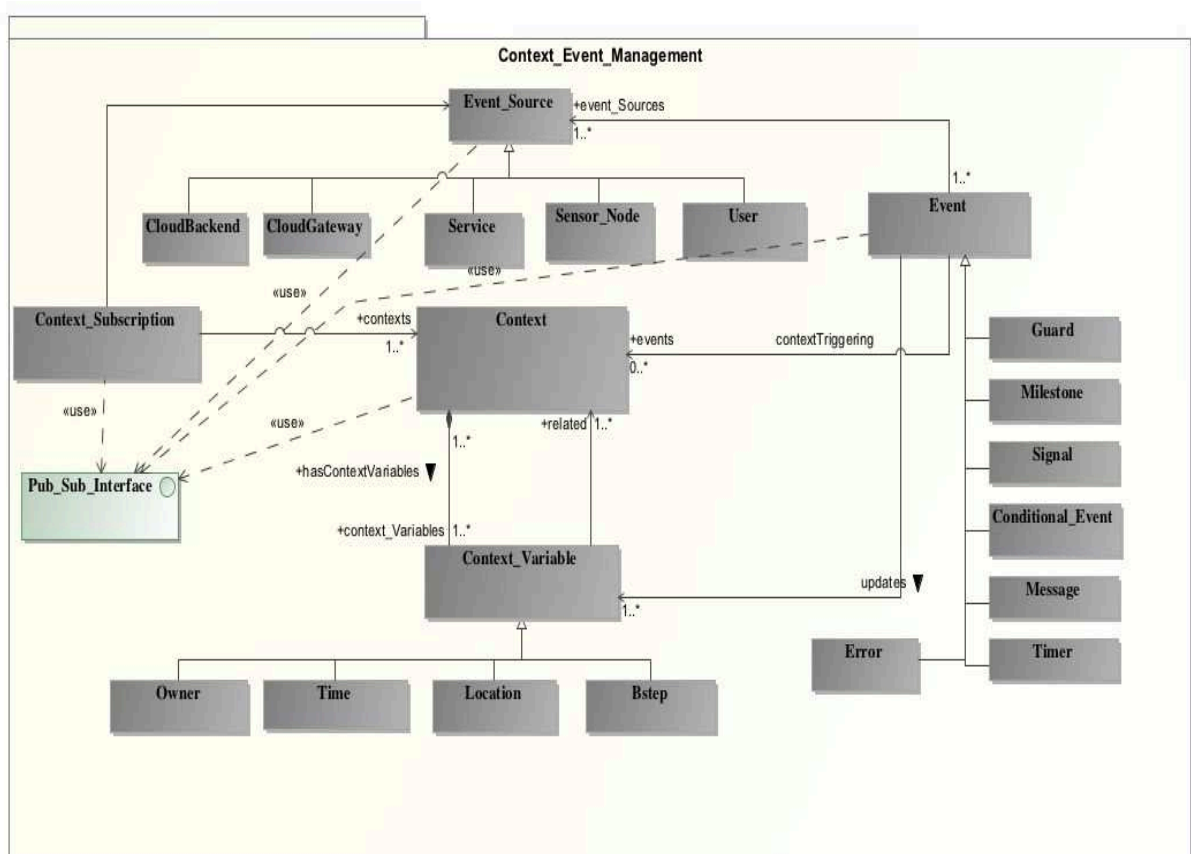 Context_Event_Management
Event_Source
+event_Sources
1..*
1..*
CloudBackend
CloudGateway
Service
Sensor_Node
User
Event
«use»
«use»
Context_Subscription
+contexts
1..*
Context
+events
0..*
contextTriggering
Guard
Milestone
Signal
Conditional_Event
Message
Timer
Error
«use»
«use»
+related
1..*
1..*
+hasContextVariables
Pub_Sub_Interface
+context_Variables
1..*
Context_Variable
updates
1..*
Owner
Time
Location
Bstep